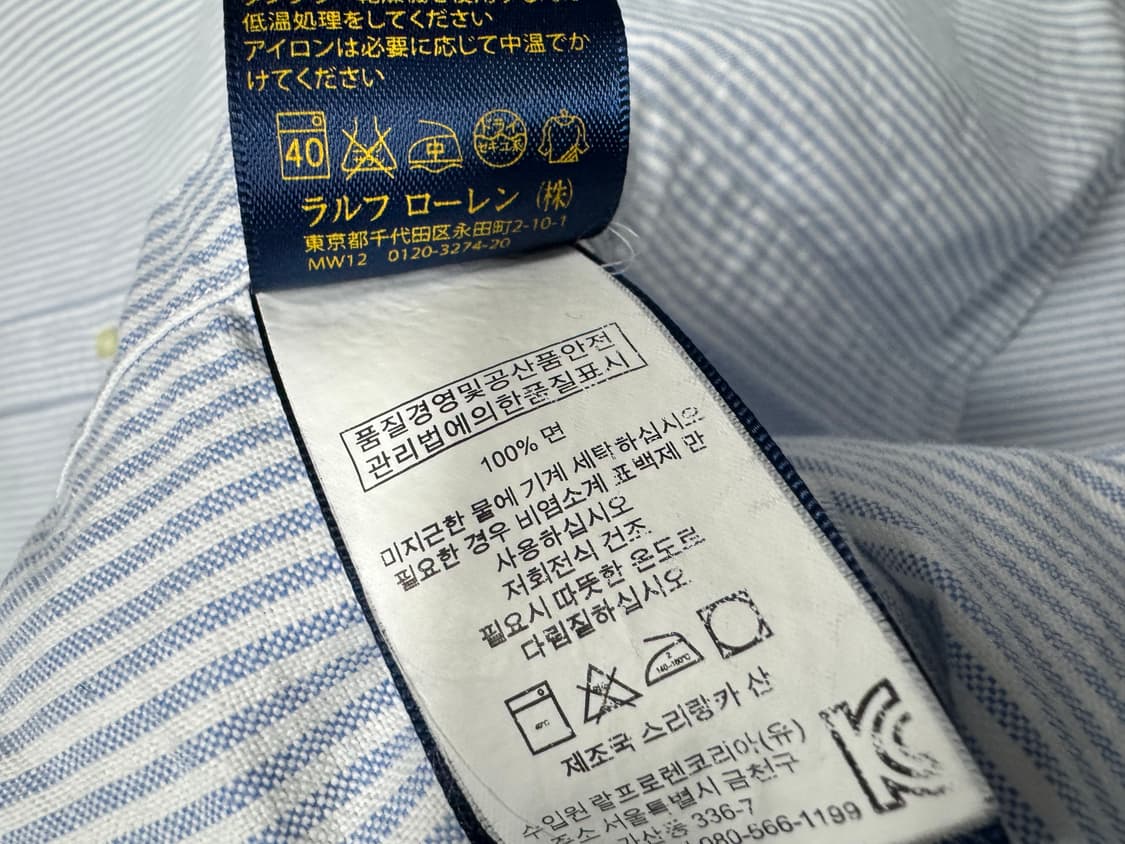 低温処理をしてください
アイロンは必要に応じて中温でか
けてください
40 中 ドライ セキユ系
ラルフ ローレン (株)
東京都千代田区永田町2-10-1
MW12 0120-3274-20
품질경영및공산품안전
관리법에의한품질표시
100% 면
미지근한 물에 기계 세탁하십시오
필요한 경우 비염소계 표백제 만
사용하십시오
저회전식 건조
필요시 따뜻한 온도로
다림질하십시오
40℃ 2 140~160℃
제조국 스리랑카 산
수입원 랄프로렌코리아(유)
주소 서울특별시 금천구
가산동 336-7
080-566-1199